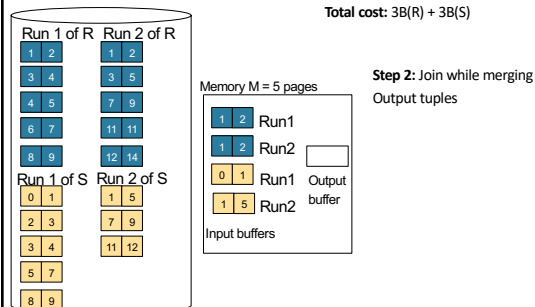 Total cost: 3B(R) + 3B(S)
Run 1 of R Run 2 of R
1 2 1 2
3 4 3 5
4 5 7 9
6 7 11 11
8 9 12 14
Run 1 of S Run 2 of S
0 1 1 5
2 3 7 9
3 4 11 12
5 7
8 9
Memory M = 5 pages
1 2 Run1
1 2 Run2
0 1 Run1
1 5 Run2
Input buffers
Output
buffer
Step 2: Join while merging
Output tuples